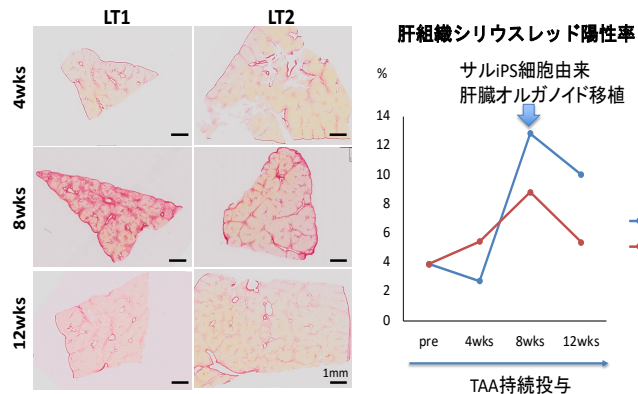 LT1
LT2
4wks
8wks
12wks
1mm
肝組織シリウスレッド陽性率
%
サルiPS細胞由来
肝臓オルガノイド移植
14
12
10
8
6
4
2
0
pre
4wks
8wks
12wks
TAA持続投与